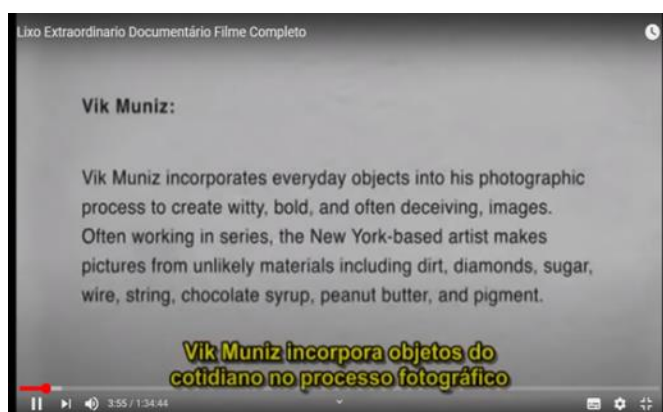 Lixo Extraordinario Documentário Filme Completo
Vik Muniz:
Vik Muniz incorporates everyday objects into his photographic
process to create witty, bold, and often deceiving, images.
Often working in series, the New York-based artist makes
pictures from unlikely materials including dirt, diamonds, sugar,
wire, string, chocolate syrup, peanut butter, and pigment.
Vik Muniz incorpora objetos do
cotidiano no processo fotográfico
3:55 / 1:34:44